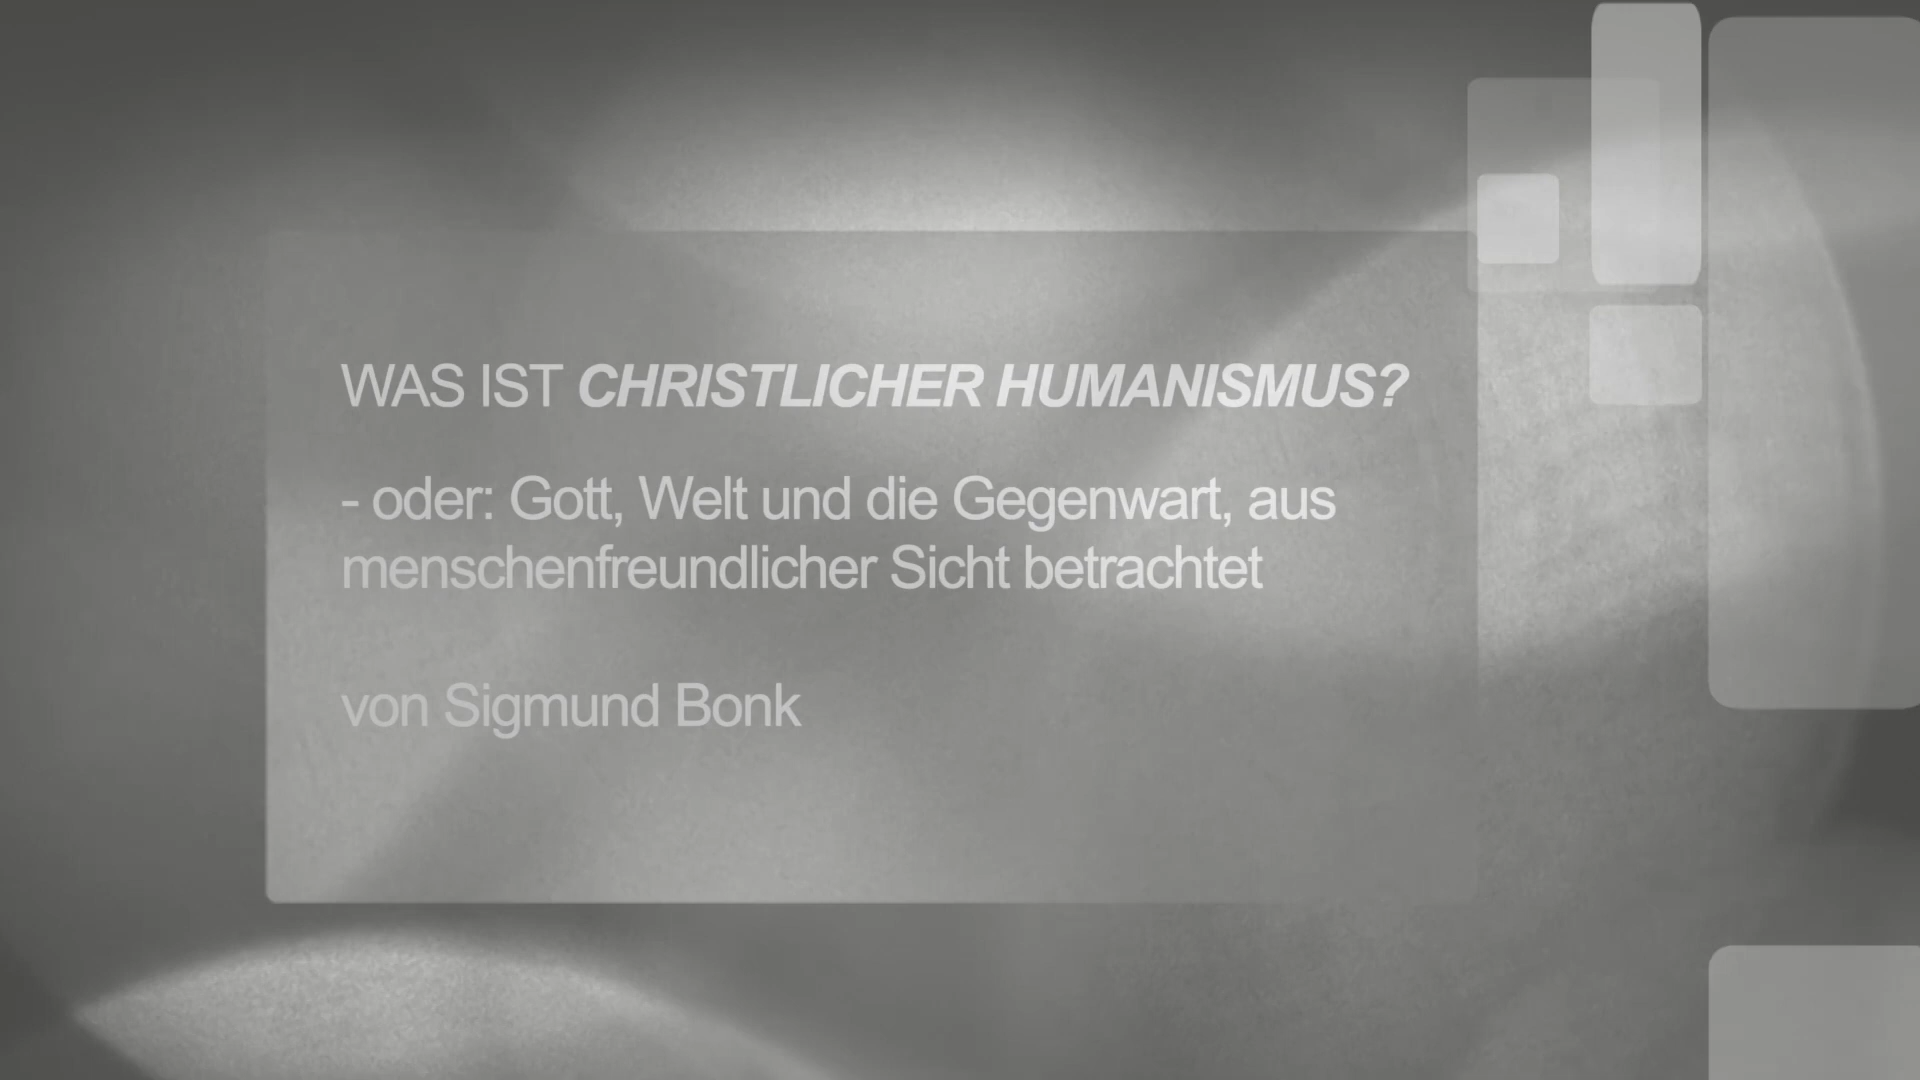 WAS IST CHRISTLICHER HUMANISMUS?
- oder: Gott, Welt und die Gegenwart, aus
menschenfreundlicher Sicht betrachtet
von Sigmund Bonk